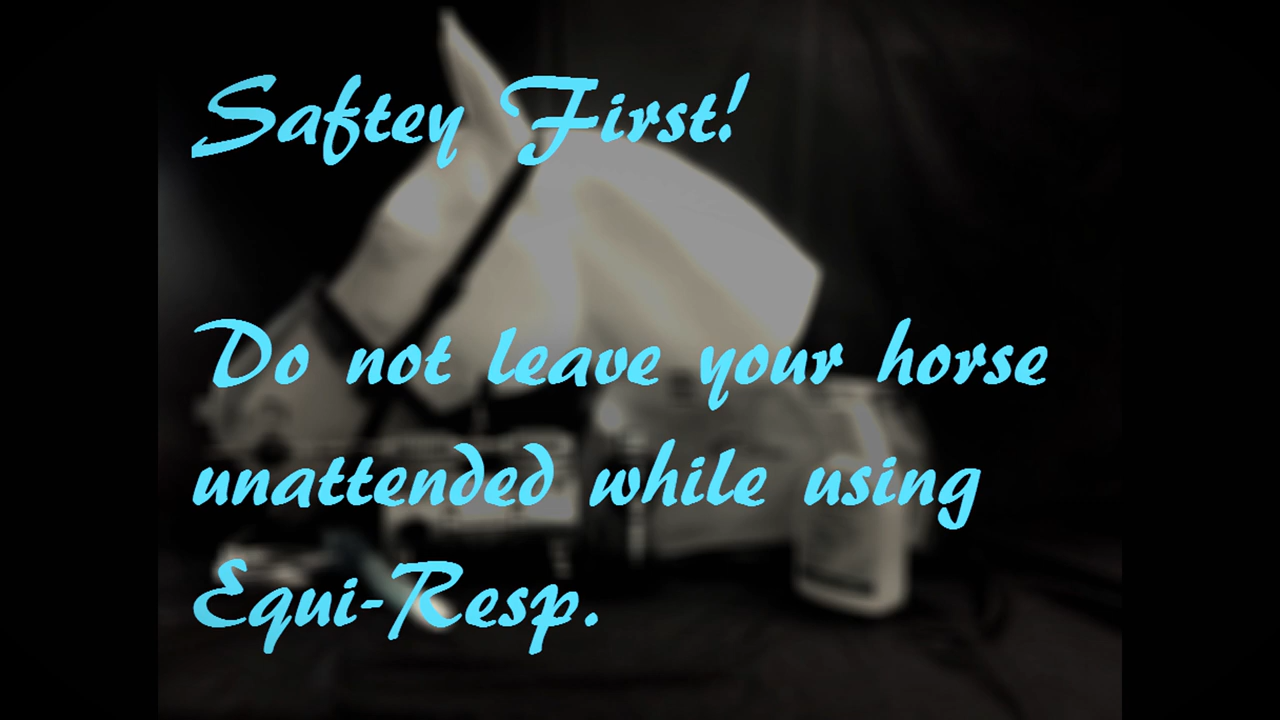 Saftey First!
Do not leave your horse
unattended while using
Equi-Resp.